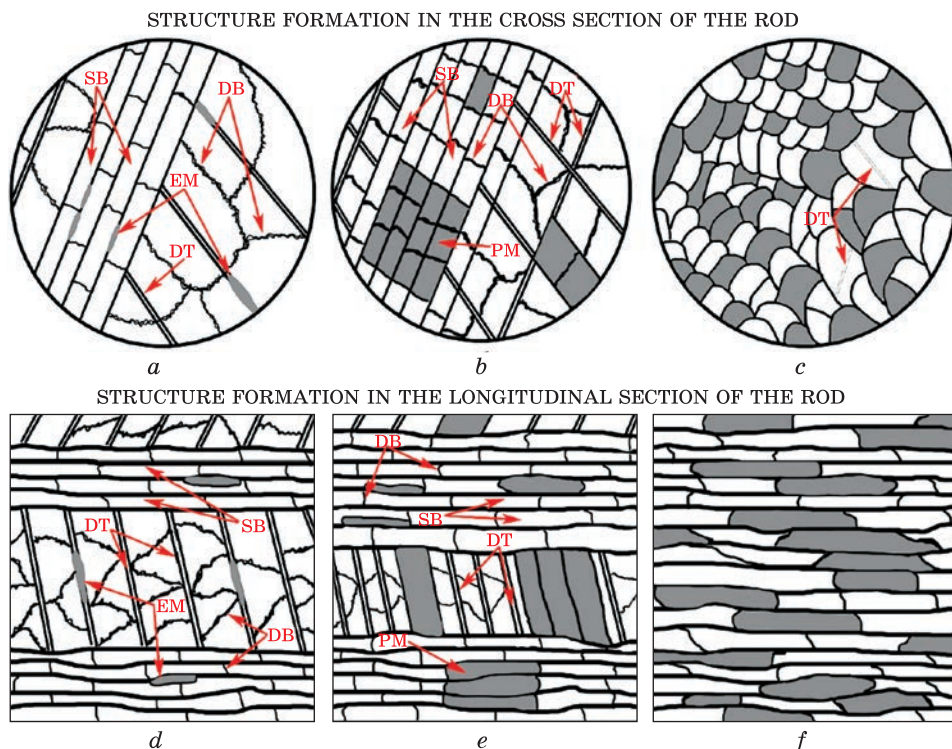 STRUCTURE FORMATION IN THE CROSS SECTION OF THE ROD
SB DB EM DT
SB DB DT PM
DT
a b c
STRUCTURE FORMATION IN THE LONGITUDINAL SECTION OF THE ROD
SB DT EM DB
DB SB DT PM
d e f